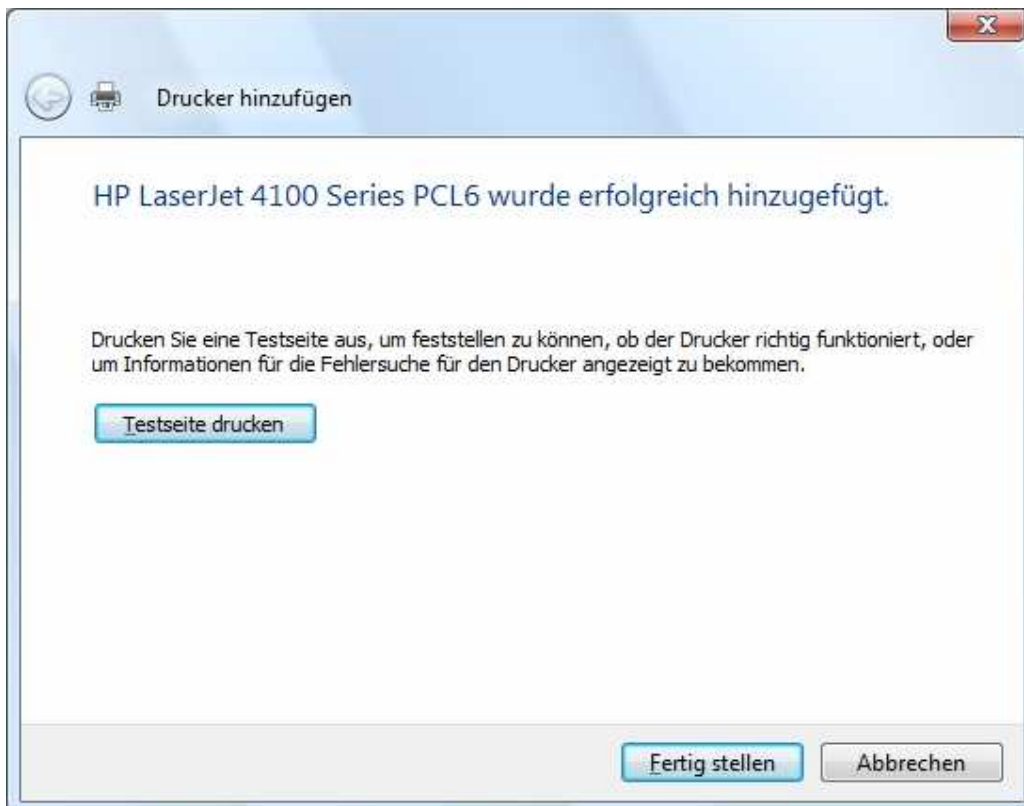 Drucker hinzufügen
HP LaserJet 4100 Series PCL6 wurde erfolgreich hinzugefügt.
Drucken Sie eine Testseite aus, um feststellen zu können, ob der Drucker richtig funktioniert, oder
um Informationen für die Fehlersuche für den Drucker angezeigt zu bekommen.
Testseite drucken
Fertig stellen
Abbrechen